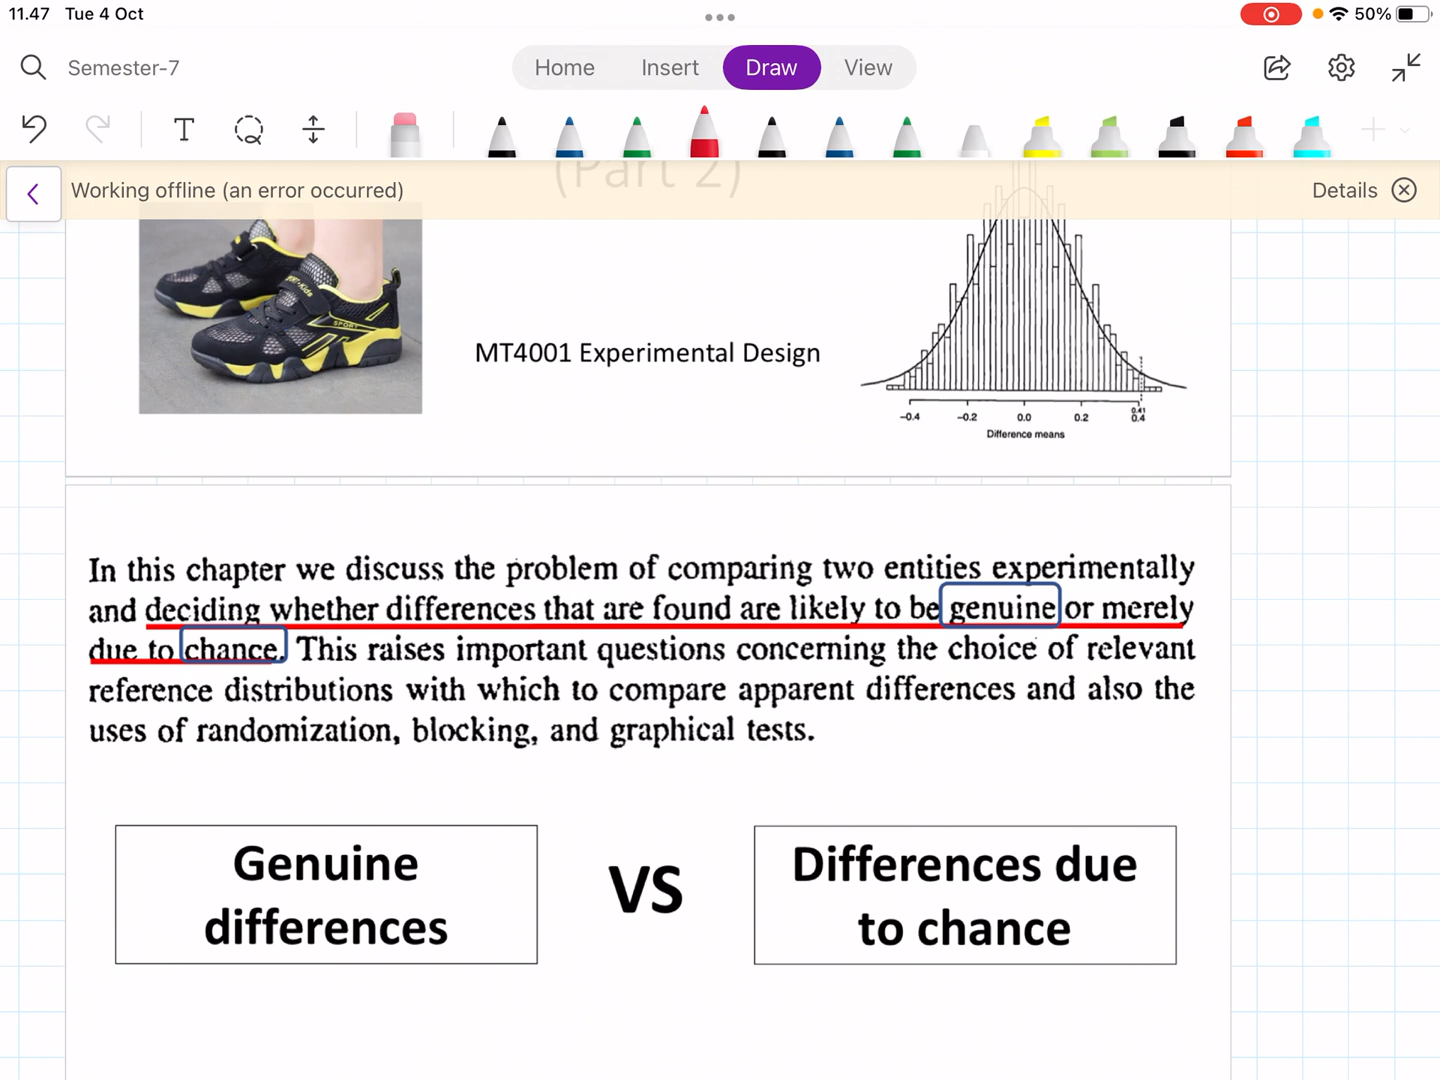 11.47 Tue 4 Oct
50%
Semester-7
Home Insert Draw View
T
Working offline (an error occurred)
Details
(Part 2)
SPORT
MT4001 Experimental Design
-0.4 -0.2 0.0 0.2 0.4
0.41
Difference means
In this chapter we discuss the problem of comparing two entities experimentally
and deciding whether differences that are found are likely to be genuine or merely
due to chance. This raises important questions concerning the choice of relevant
reference distributions with which to compare apparent differences and also the
uses of randomization, blocking, and graphical tests.
Genuine
differences
VS
Differences due
to chance